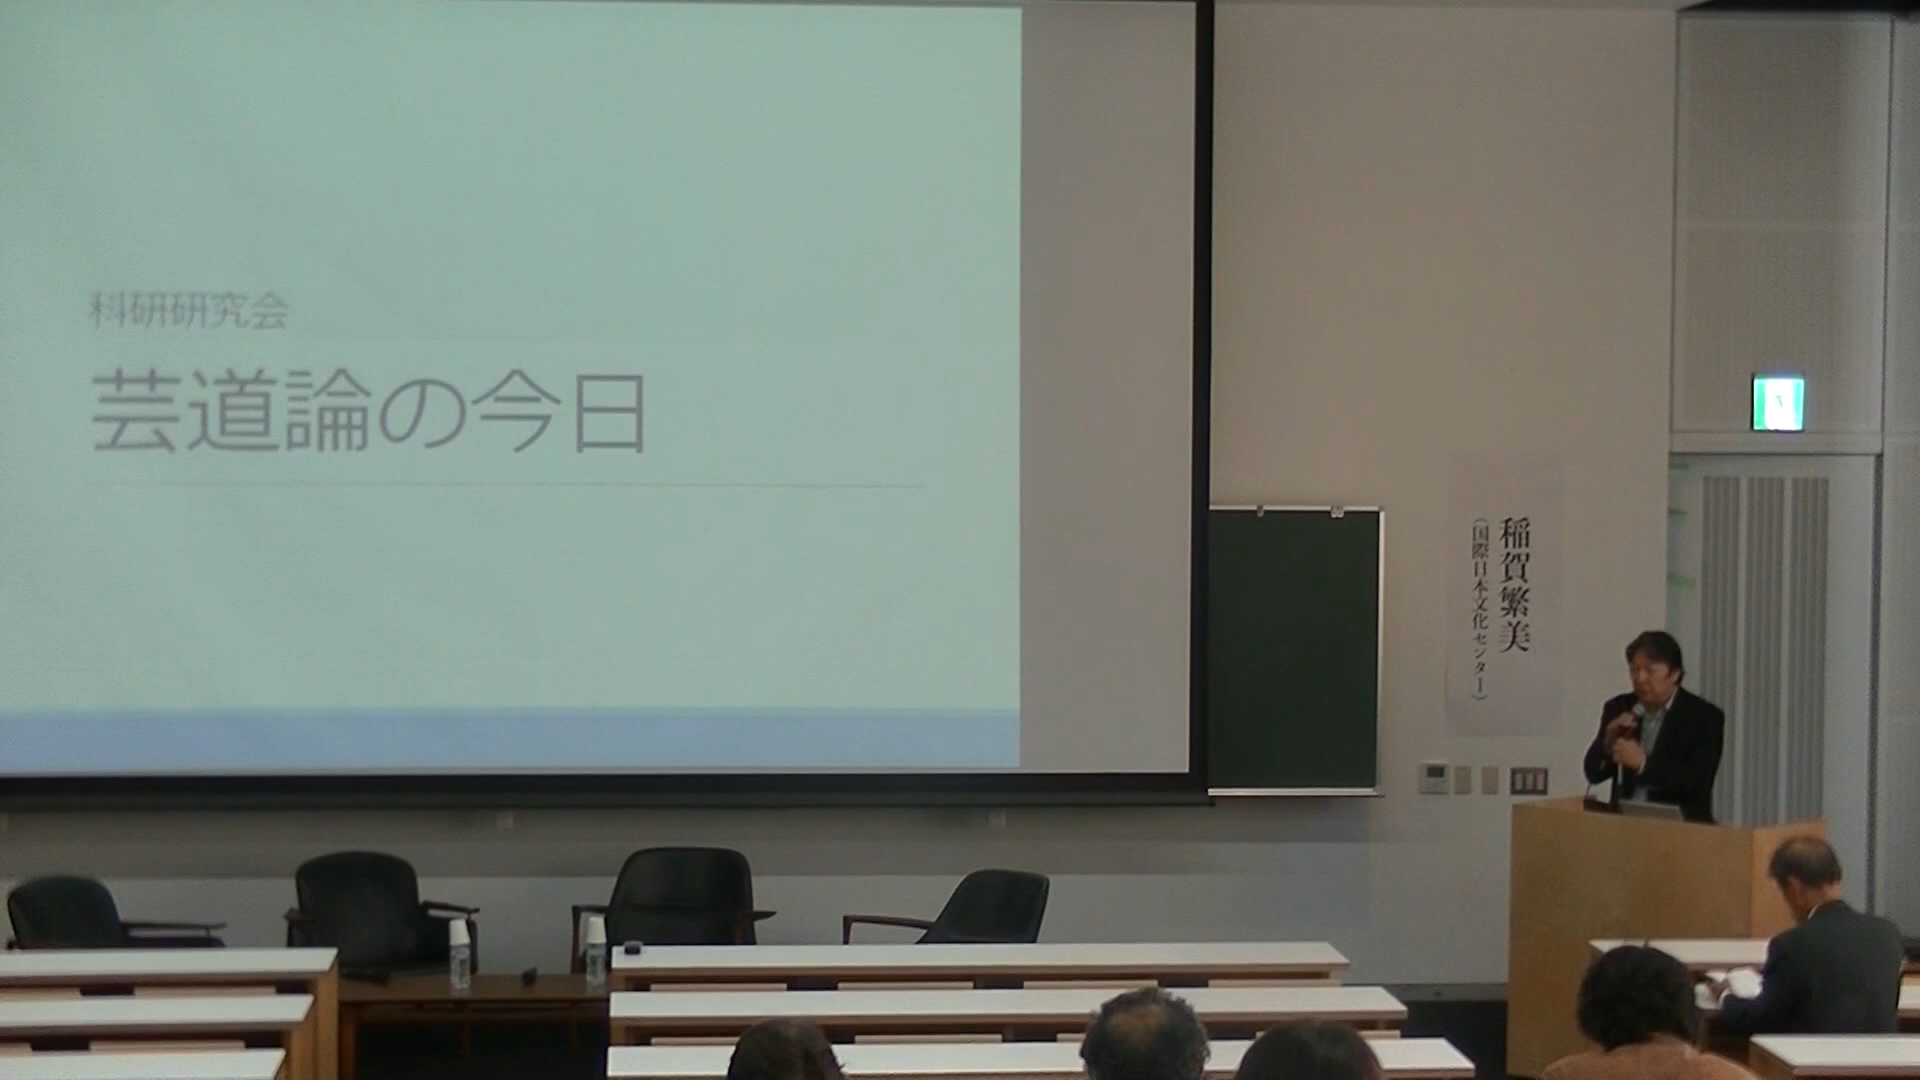 科研研究会
芸道論の今日
稲賀繁美
（国際日本文化センター）